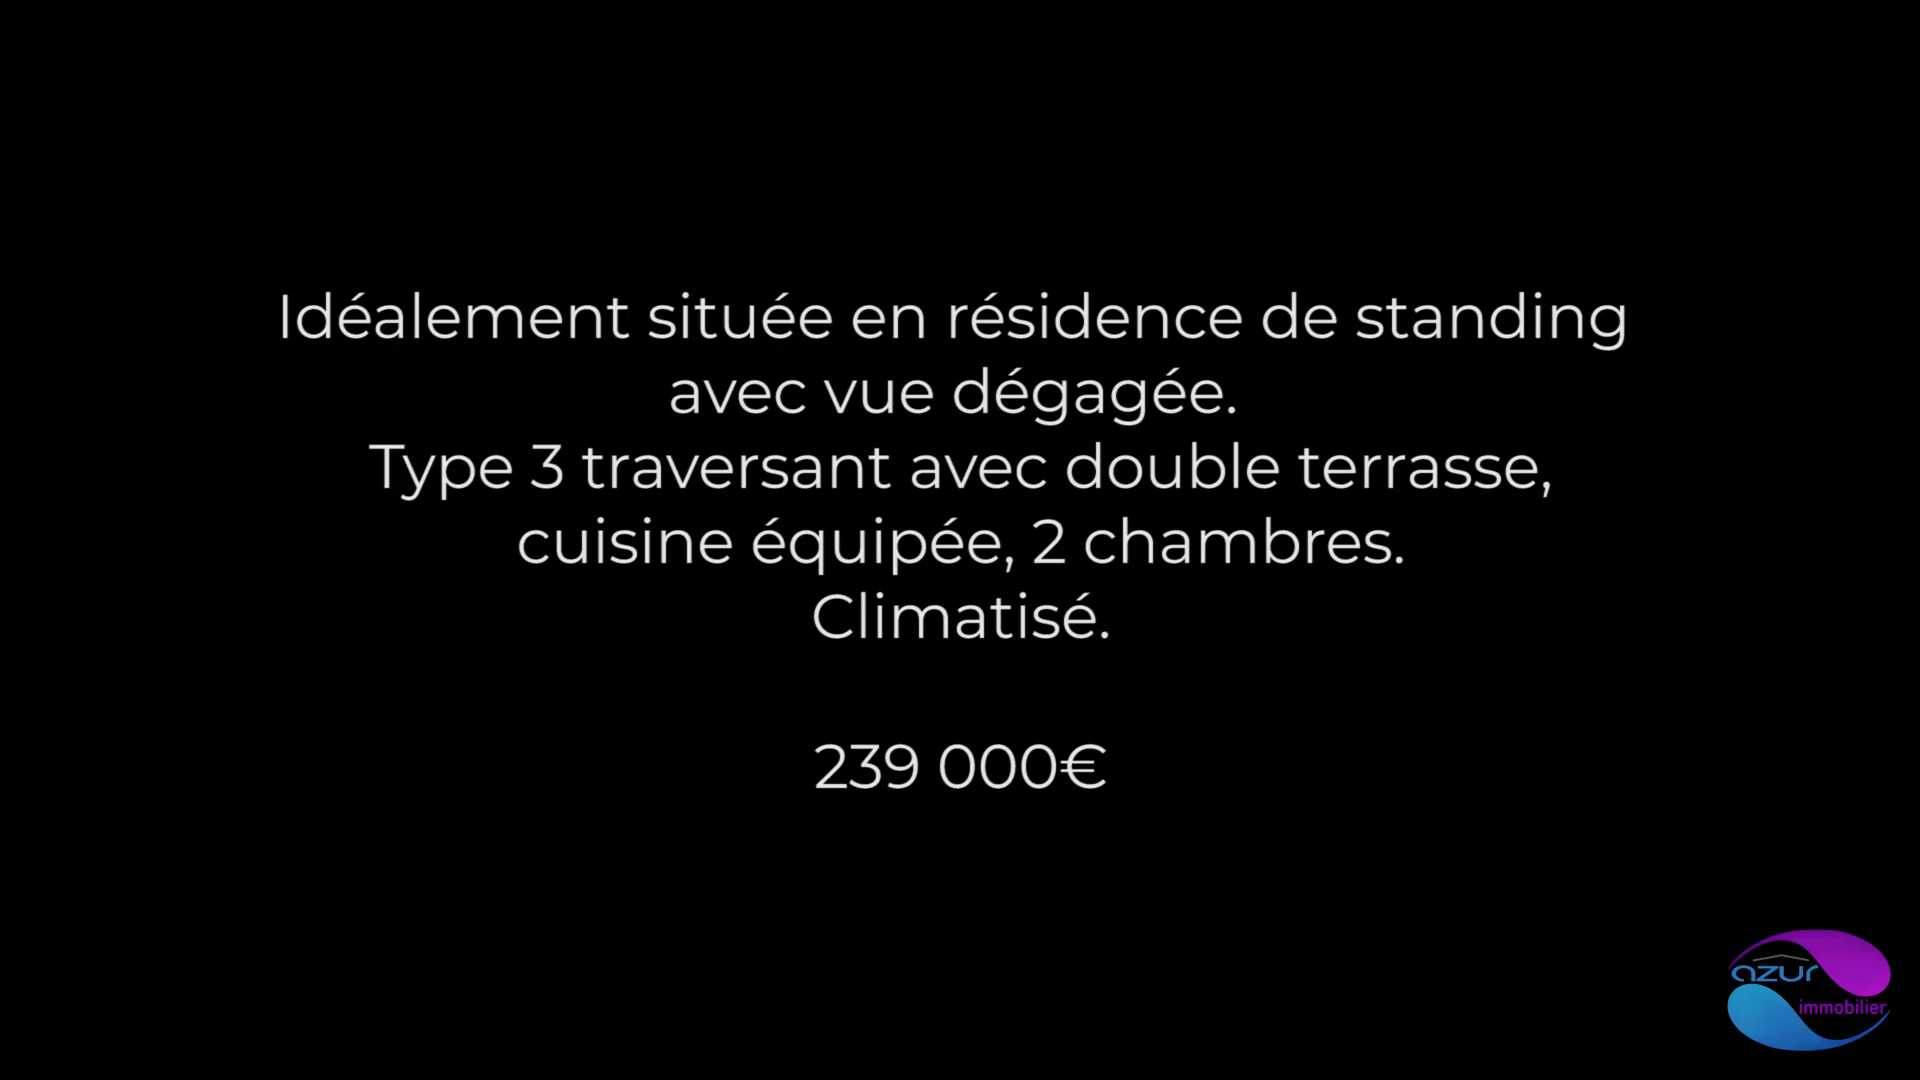 Idéalement située en résidence de standing
avec vue dégagée.
Type 3 traversant avec double terrasse,
cuisine équipée, 2 chambres.
Climatisé.
239 000€
azur
immobilier